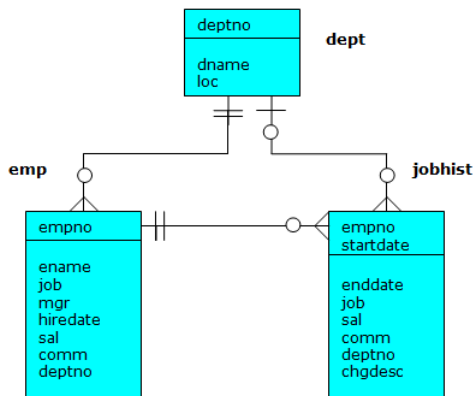 deptno
dept
dname
loc
emp
jobhist
empno
ename
job
mgr
hiredate
sal
comm
deptno
empno
startdate
enddate
job
sal
comm
deptno
chgdesc